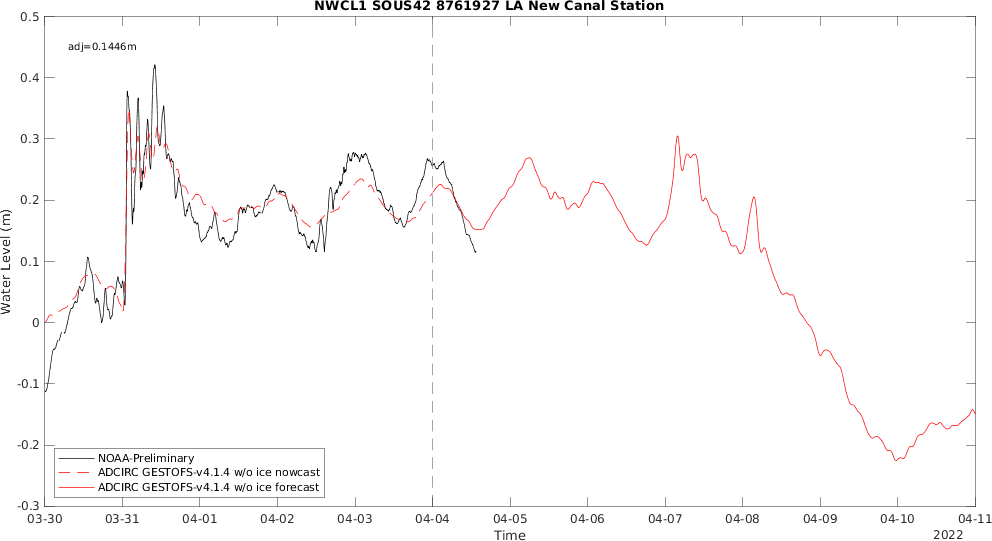 NWCL1 SOUS42 8761927 LA New Canal Station
adj=0.1446m
0.5
0.4
0.3
0.2
0.1
0
-0.1
-0.2
-0.3
Water Level (m)
NOAA-Preliminary
ADCIRC GESTOFS-v4.1.4 w/o ice nowcast
ADCIRC GESTOFS-v4.1.4 w/o ice forecast
03-30 03-31 04-01 04-02 04-03 04-04 04-05 04-06 04-07 04-08 04-09 04-10 04-11
Time
2022